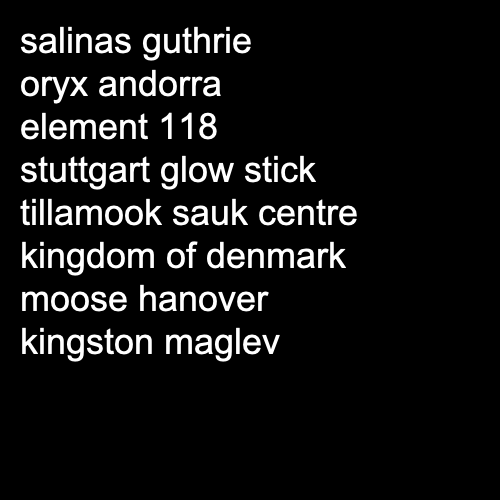 salinas guthrie
oryx andorra
element 118
stuttgart glow stick
tillamook sauk centre
kingdom of denmark
moose hanover
kingston maglev